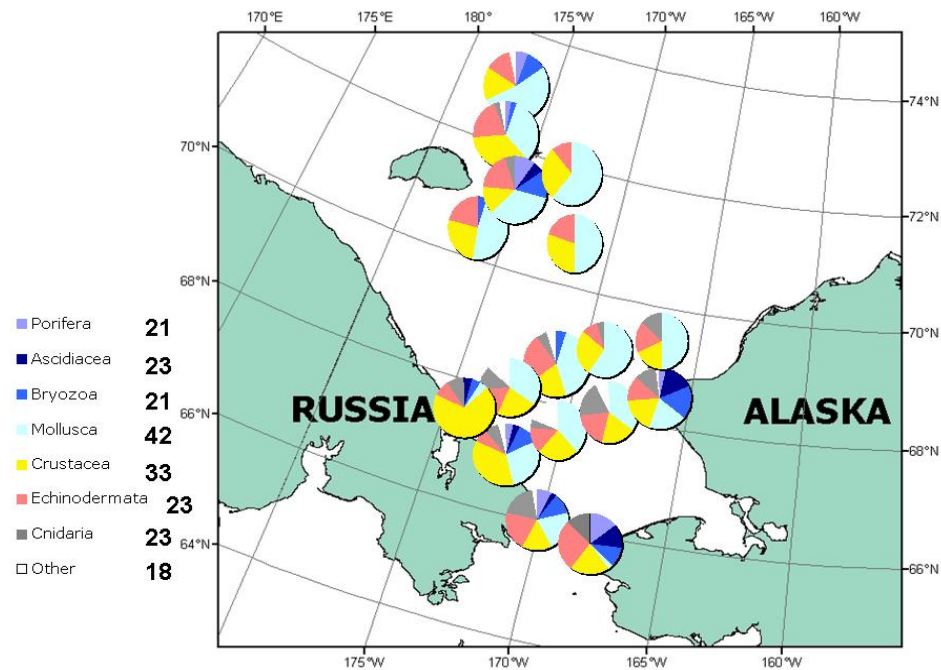 170°E 175°E 180° 175°W 170°W 165°W 160°W
74°N
70°N
72°N
68°N
Porifera 21
70°N
Ascidiacea 23
Bryozoa 21
66°N
RUSSIA ALASKA
Mollusca 42
68°N
Crustacea 33
Echinodermata 23
Cnidaria 23
64°N
Other 18
66°N
175°W 170°W 165°W 160°W